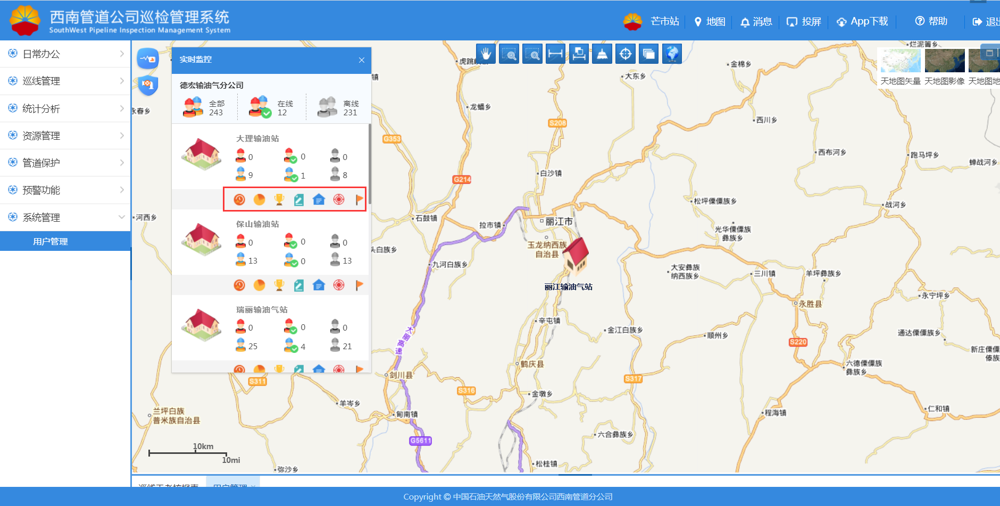 西南管道公司巡检管理系统
SouthWest Pipeline Inspection Management System
芒市站
地图
消息
投屏
App下载
帮助
退出
日常办公
巡线管理
统计分析
资源管理
管道保护
预警功能
系统管理
用户管理
实时监控
×
德宏输油气分公司
全部
243
在线
12
离线
231
大理输油站
0 0 0
9 1 8
保山输油站
0 0 0
13 0 13
瑞丽输油气站
0 0 0
25 4 21
天地图矢量
天地图影像
天地图地
烂泥箐乡
金棉乡
大东乡
镇
龙蟠乡
永春乡
西川乡
S208
G353
西布河乡
跑马坪乡
蝉战河乡
白沙镇
G214
松坪傈僳族乡
战河乡
河西乡
石鼓镇
拉市镇
丽江市
光华傈僳族
彝族乡
玉龙纳西族
自治县
头白族乡
九河白族乡
大安彝族
纳西族乡
三川镇
羊坪彝族乡
丽江输油气站
永宁坪乡
永胜县
辛屯镇
金江白族乡
顺州乡
通达傈僳族乡
大丽高速
S220
新庄傈僳
傣族
鹤庆县
六德傈僳族
彝族乡
剑川县
S311
S317
S316
金墩乡
羊岑乡
兰坪白族
普米族自治县
甸南镇
程海镇
仁和镇
G5611
六合彝族乡
10km
10mi
松桂镇
弥沙乡
用户管理 ×
Copyright © 中国石油天然气股份有限公司西南管道分公司